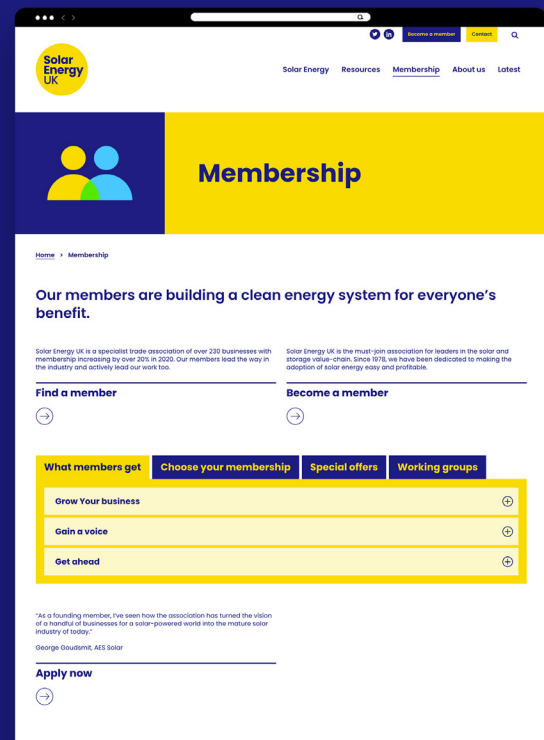 Become a member
Contact
Solar
Energy
UK
Solar Energy Resources Membership About us Latest
Membership
Home > Membership
Our members are building a clean energy system for everyone’s
benefit.
Solar Energy UK is a specialist trade association of over 230 businesses with
membership increasing by over 20% in 2020. Our members lead the way in
the industry and actively lead our work too.
Find a member
Solar Energy UK is the must-join association for leaders in the solar and
storage value-chain. Since 1978, we have been dedicated to making the
adoption of solar energy easy and profitable.
Become a member
What members get
Choose your membership
Special offers
Working groups
Grow Your business
Gain a voice
Get ahead
“As a founding member, I’ve seen how the association has turned the vision
of a handful of businesses for a solar-powered world into the mature solar
industry of today.”
George Goudsmit, AES Solar
Apply now